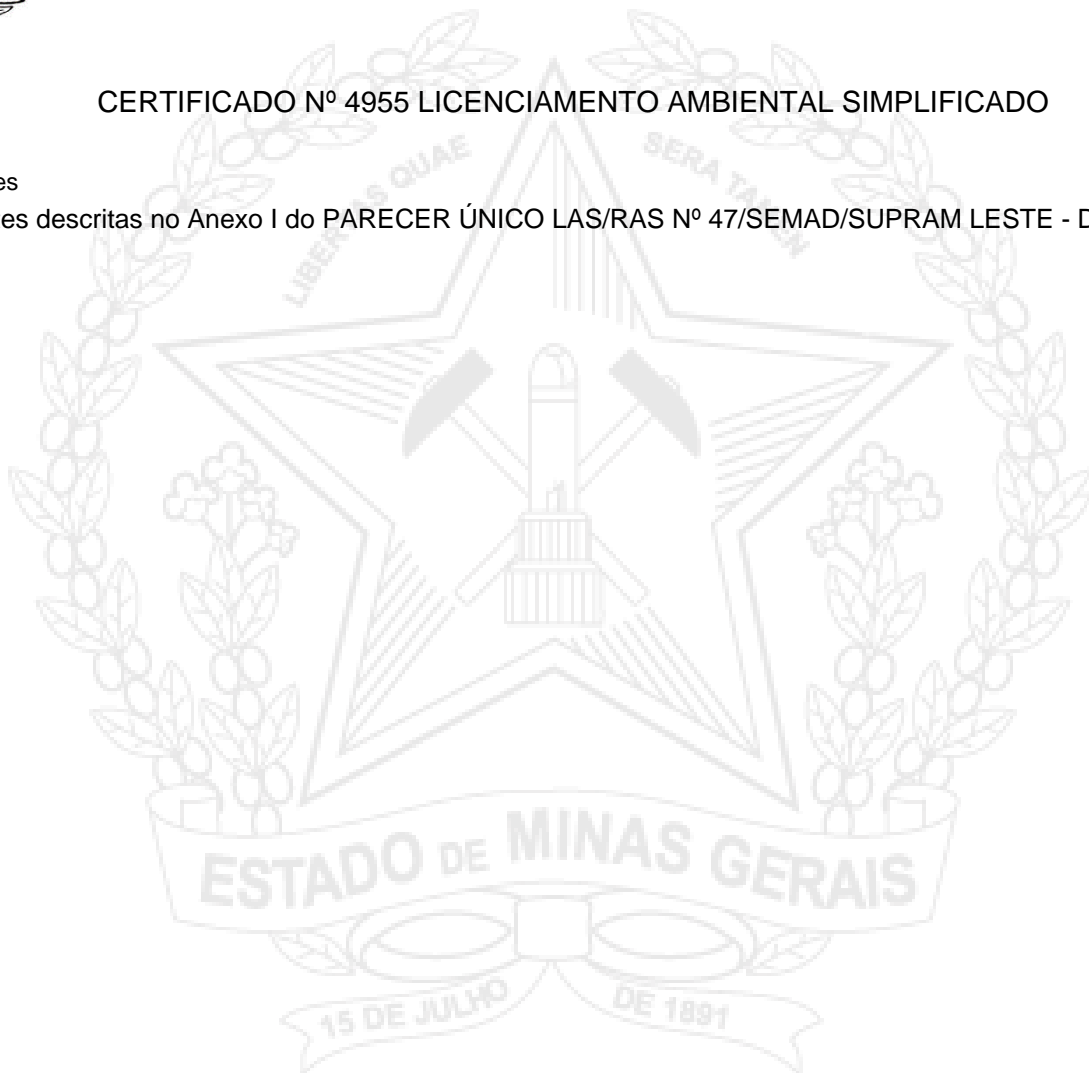 CERTIFICADO Nº 4955 LICENCIAMENTO AMBIENTAL SIMPLIFICADO
es
es descritas no Anexo I do PARECER ÚNICO LAS/RAS Nº 47/SEMAD/SUPRAM LESTE - D
LIBERTAS QUAE SERA TAMEN
ESTADO DE MINAS GERAIS
15 DE JULHO DE 1891